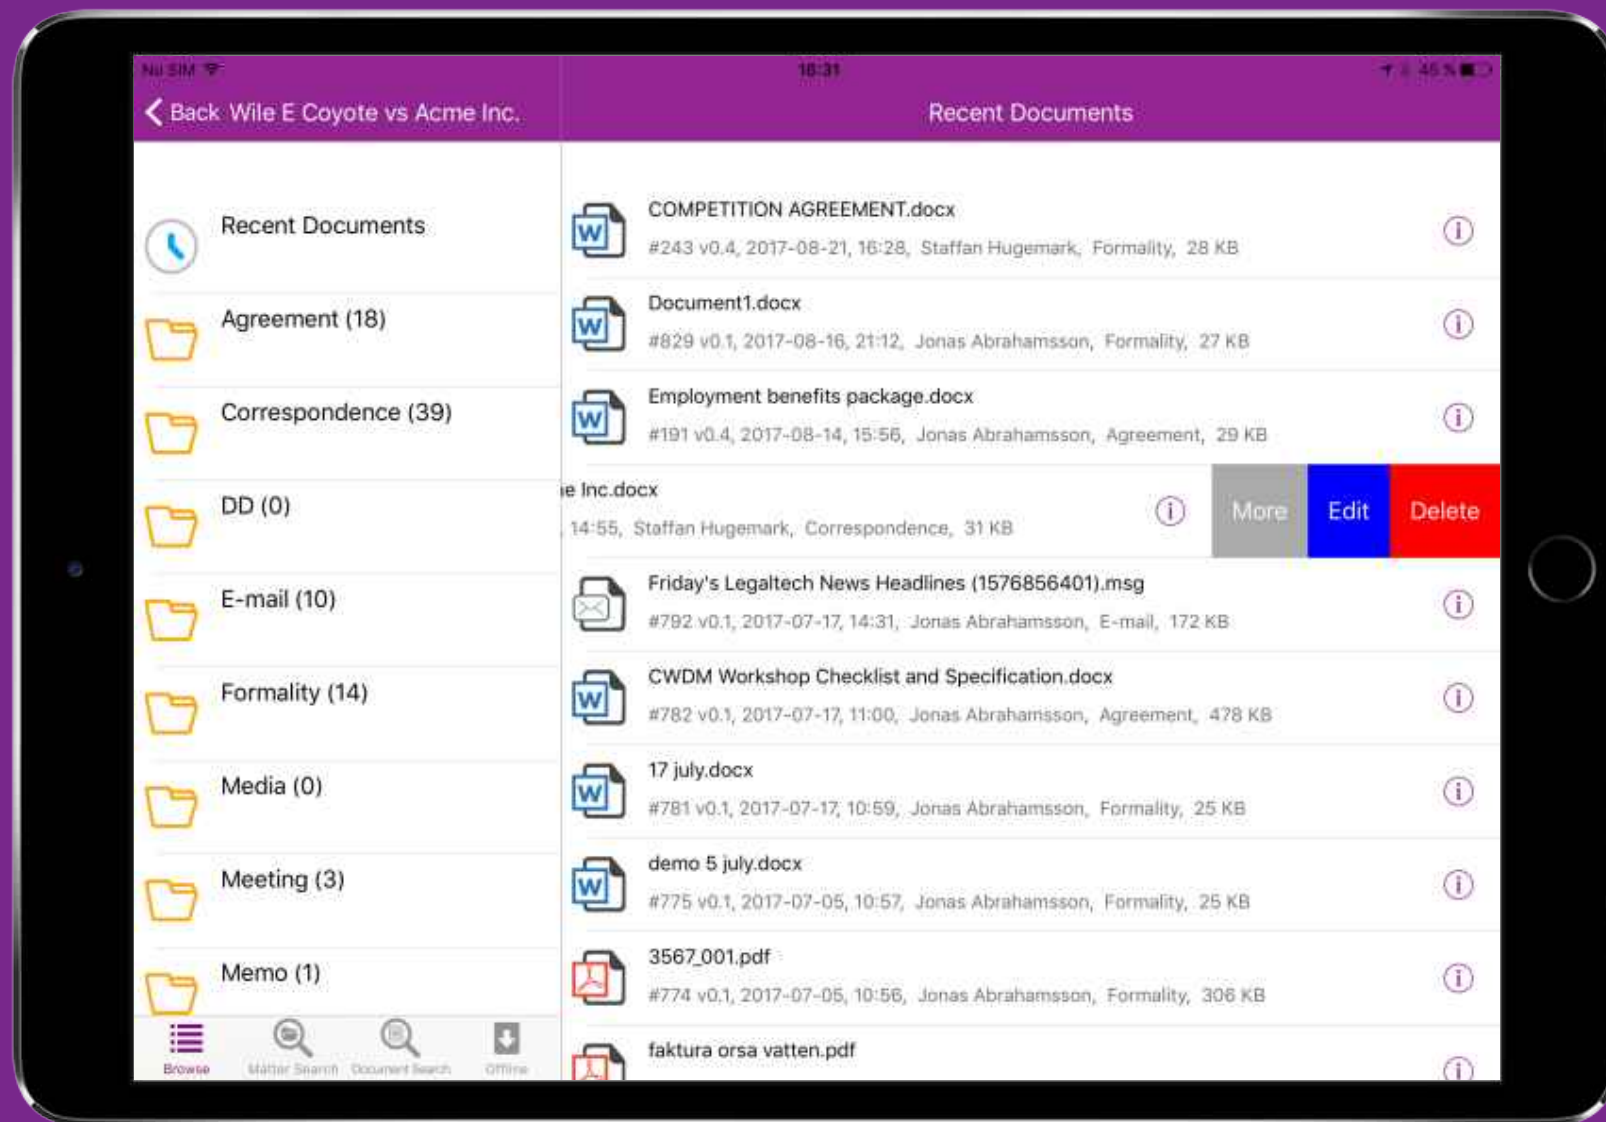 No SIM
18:31
45 %
Back Wile E Coyote vs Acme Inc.
Recent Documents
Recent Documents
Agreement (18)
Correspondence (39)
DD (0)
E-mail (10)
Formality (14)
Media (0)
Meeting (3)
Memo (1)
Browse
Matter Search
Document Search
Offline
COMPETITION AGREEMENT.docx
#243 v0.4, 2017-08-21, 16:28, Staffan Hugemark, Formality, 28 KB
Document1.docx
#829 v0.1, 2017-08-16, 21:12, Jonas Abrahamsson, Formality, 27 KB
Employment benefits package.docx
#191 v0.4, 2017-08-14, 15:56, Jonas Abrahamsson, Agreement, 29 KB
e Inc.docx
, 14:55, Staffan Hugemark, Correspondence, 31 KB
More
Edit
Delete
Friday's Legaltech News Headlines (1576856401).msg
#792 v0.1, 2017-07-17, 14:31, Jonas Abrahamsson, E-mail, 172 KB
CWDM Workshop Checklist and Specification.docx
#782 v0.1, 2017-07-17, 11:00, Jonas Abrahamsson, Agreement, 478 KB
17 july.docx
#781 v0.1, 2017-07-17, 10:59, Jonas Abrahamsson, Formality, 25 KB
demo 5 july.docx
#775 v0.1, 2017-07-05, 10:57, Jonas Abrahamsson, Formality, 25 KB
3567_001.pdf
#774 v0.1, 2017-07-05, 10:56, Jonas Abrahamsson, Formality, 306 KB
faktura orsa vatten.pdf